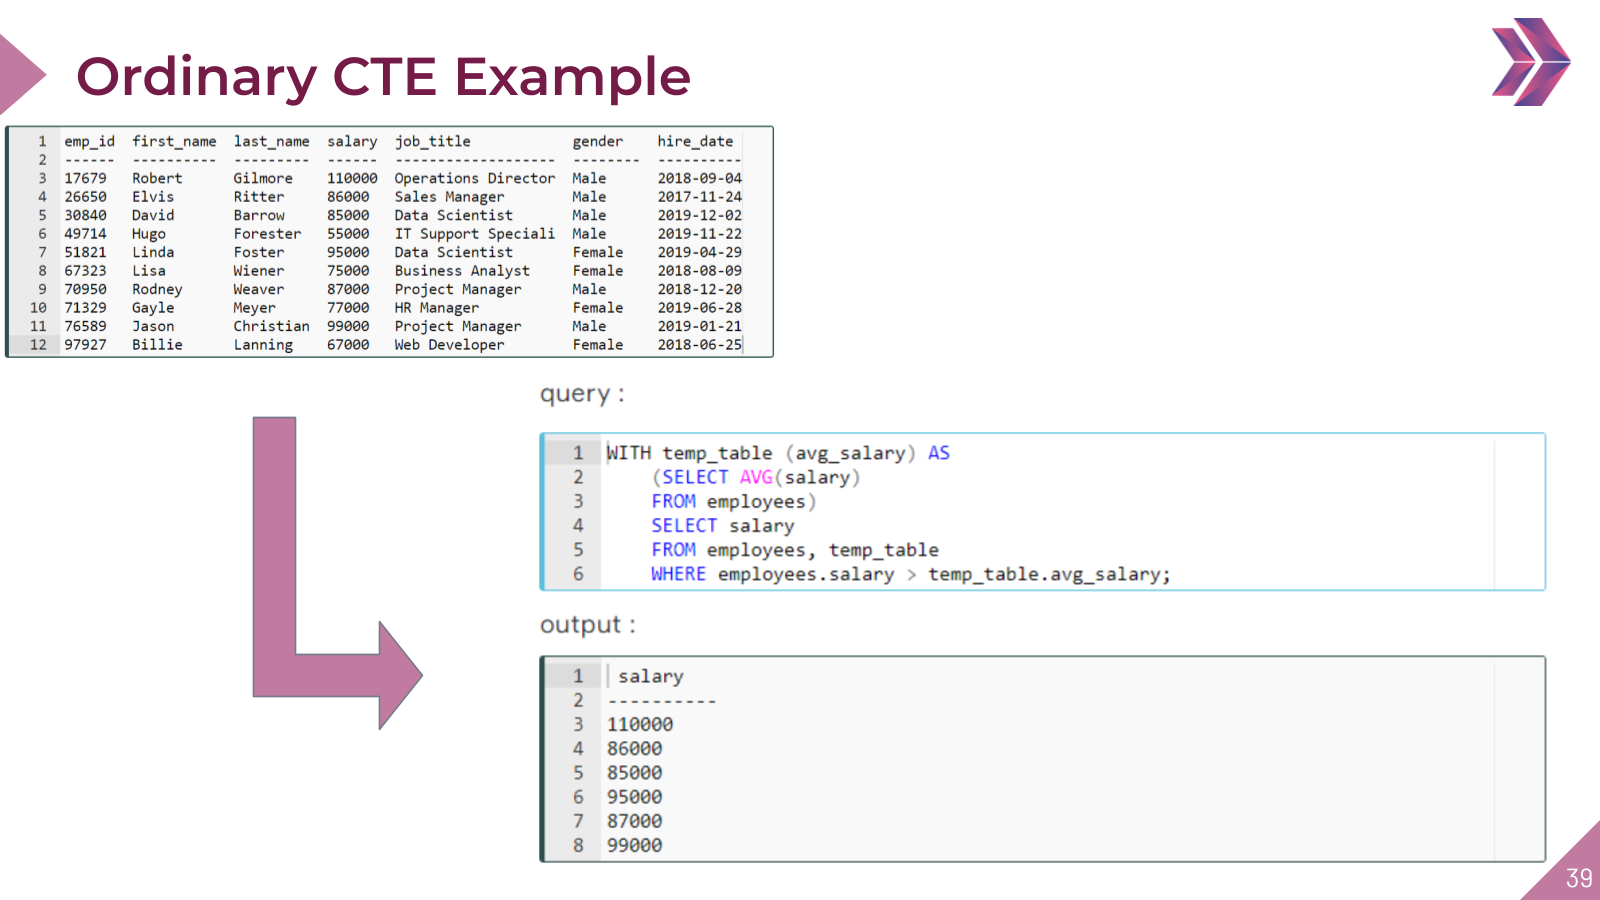 Ordinary CTE Example
1 emp_id first_name last_name salary job_title gender hire_date
2 ------ ---------- --------- ------ ------------------- -------- ----------
3 17679 Robert Gilmore 110000 Operations Director Male 2018-09-04
4 26650 Elvis Ritter 86000 Sales Manager Male 2017-11-24
5 30840 David Barrow 85000 Data Scientist Male 2019-12-02
6 49714 Hugo Forester 55000 IT Support Speciali Male 2019-11-22
7 51821 Linda Foster 95000 Data Scientist Female 2019-04-29
8 67323 Lisa Wiener 75000 Business Analyst Female 2018-08-09
9 70950 Rodney Weaver 87000 Project Manager Male 2018-12-20
10 71329 Gayle Meyer 77000 HR Manager Female 2019-06-28
11 76589 Jason Christian 99000 Project Manager Male 2019-01-21
12 97927 Billie Lanning 67000 Web Developer Female 2018-06-25
query :
1 WITH temp_table (avg_salary) AS
2 (SELECT AVG(salary)
3 FROM employees)
4 SELECT salary
5 FROM employees, temp_table
6 WHERE employees.salary > temp_table.avg_salary;
output :
1 salary
2 ----------
3 110000
4 86000
5 85000
6 95000
7 87000
8 99000
39